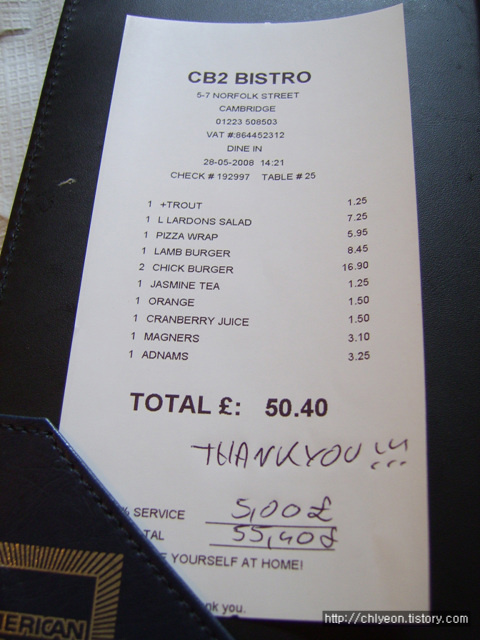 CB2 BISTRO
5-7 NORFOLK STREET
CAMBRIDGE
01223 508503
VAT #:864452312
DINE IN
28-05-2008 14:21
CHECK # 192997 TABLE # 25
1 +TROUT 1.25
1 L LARDONS SALAD 7.25
1 PIZZA WRAP 5.95
1 LAMB BURGER 8.45
2 CHICK BURGER 16.90
1 JASMINE TEA 1.25
1 ORANGE 1.50
1 CRANBERRY JUICE 1.50
1 MAGNERS 3.10
1 ADNAMS 3.25
TOTAL £: 50.40
THANK YOU !!!
% SERVICE 5,00£
TAL 55,40£
YOURSELF AT HOME!
nk you.
MERICAN
http://chlyeon.tistory.com